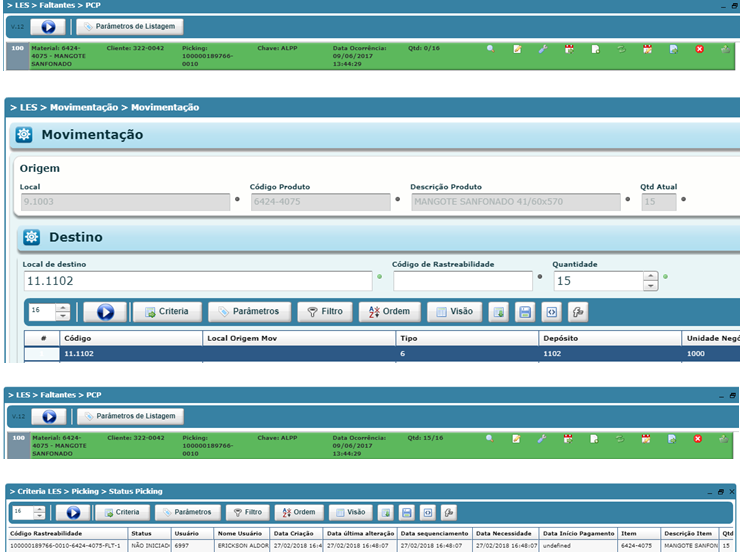 > LES > Faltantes > PCP
v.12 Parâmetros de Listagem
100 Material: 6424- Cliente: 322-0042 Picking: Chave: ALPP Data Ocorrência: Qtd: 0/16
4075 - MANGOTE 100000189766- 09/06/2017
SANFONADO 0010 13:44:29
> LES > Movimentação > Movimentação
Movimentação
Origem
Local Código Produto Descrição Produto Qtd Atual
9.1003 6424-4075 MANGOTE SANFONADO 41/60x570 15
Destino
Local de destino Código de Rastreabilidade Quantidade
11.1102 15
16 Criteria Parâmetros Filtro Ordem Visão
# Código Local Origem Mov Tipo Depósito Unidade Negó
11.1102 6 1102 1000
> LES > Faltantes > PCP
v.12 Parâmetros de Listagem
100 Material: 6424- Cliente: 322-0042 Picking: Chave: ALPP Data Ocorrência: Qtd: 15/16
4075 - MANGOTE 100000189766- 09/06/2017
SANFONADO 0010 13:44:29
> Criteria LES > Picking > Status Picking
16 Criteria Parâmetros Filtro Ordem Visão
Código Rastreabilidade Status Usuário Nome Usuário Data Criação Data última alteração Data sequenciamento Data Necessidade Data Início Pagamento Item Descrição Item Qtd
100000189766-0010-6424-4075-FLT-1 NÃO INICIAD 6997 ERICKSON ALDOR 27/02/2018 16:4 27/02/2018 16:48:07 27/02/2018 16:48:07 27/02/2018 16:48:07 undefined 6424-4075 MANGOTE SANFON 15